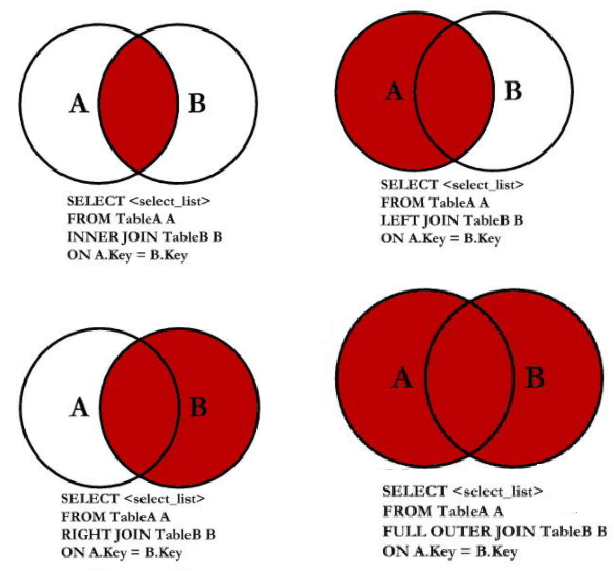 A B
SELECT <select_list>
FROM TableA A
INNER JOIN TableB B
ON A.Key = B.Key
A B
SELECT <select_list>
FROM TableA A
LEFT JOIN TableB B
ON A.Key = B.Key
A B
SELECT <select_list>
FROM TableA A
RIGHT JOIN TableB B
ON A.Key = B.Key
A B
SELECT <select_list>
FROM TableA A
FULL OUTER JOIN TableB B
ON A.Key = B.Key